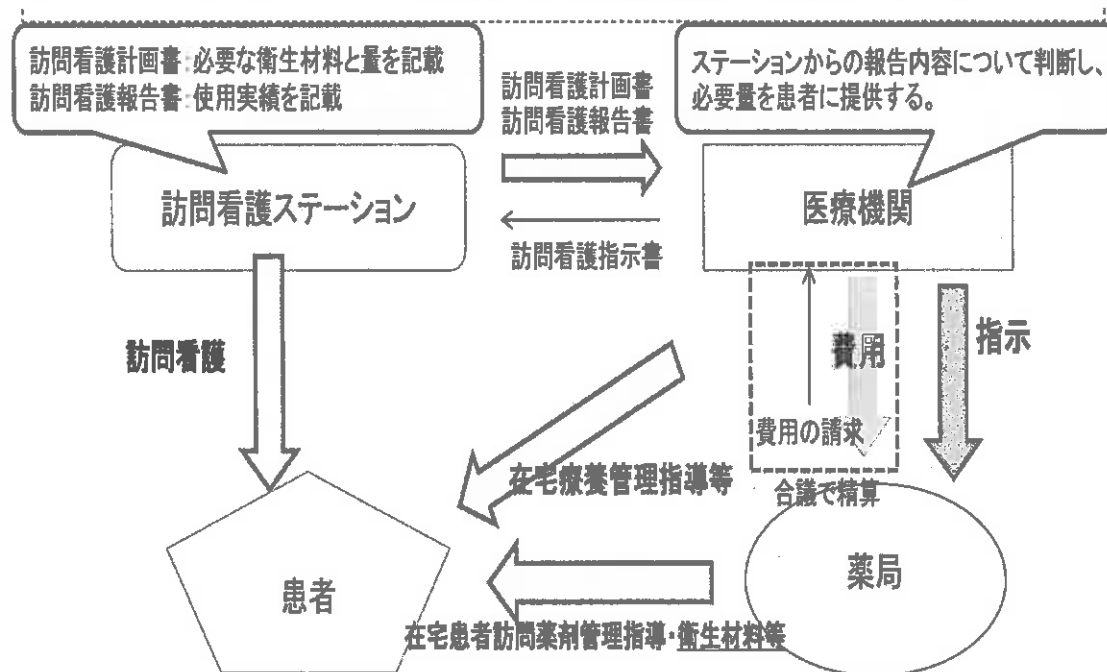 訪問看護計画書:必要な衛生材料と量を記載
訪問看護報告書:使用実績を記載
ステーションからの報告内容について判断し、
必要量を患者に提供する。
訪問看護計画書
訪問看護報告書
訪問看護ステーション
医療機関
訪問看護指示書
訪問看護
費用
指示
費用の請求
在宅療養管理指導等
合議で精算
患者
薬局
在宅患者訪問薬剤管理指導・衛生材料等